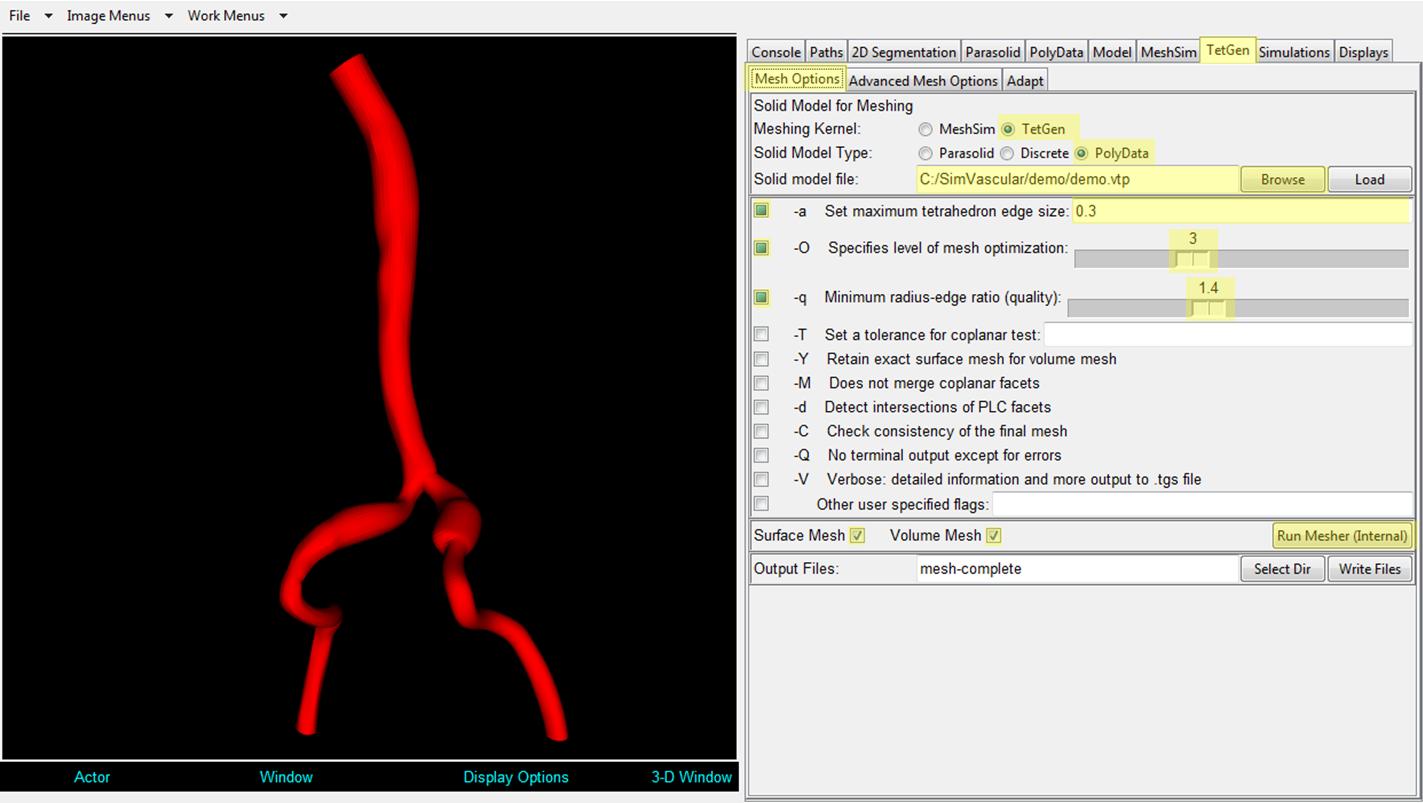 File Image Menus Work Menus
Console Paths 2D Segmentation Parasolid PolyData Model MeshSim TetGen Simulations Displays
Mesh Options Advanced Mesh Options Adapt
Solid Model for Meshing
Meshing Kernel: MeshSim TetGen
Solid Model Type: Parasolid Discrete PolyData
Solid model file: C:/SimVascular/demo/demo.vtp Browse Load
-a Set maximum tetrahedron edge size: 0.3
3
-O Specifies level of mesh optimization:
1.4
-q Minimum radius-edge ratio (quality):
-T Set a tolerance for coplanar test:
-Y Retain exact surface mesh for volume mesh
-M Does not merge coplanar facets
-d Detect intersections of PLC facets
-C Check consistency of the final mesh
-Q No terminal output except for errors
-V Verbose: detailed information and more output to .tgs file
Other user specified flags:
Surface Mesh Volume Mesh Run Mesher (Internal)
Output Files: mesh-complete Select Dir Write Files
Actor Window Display Options 3-D Window